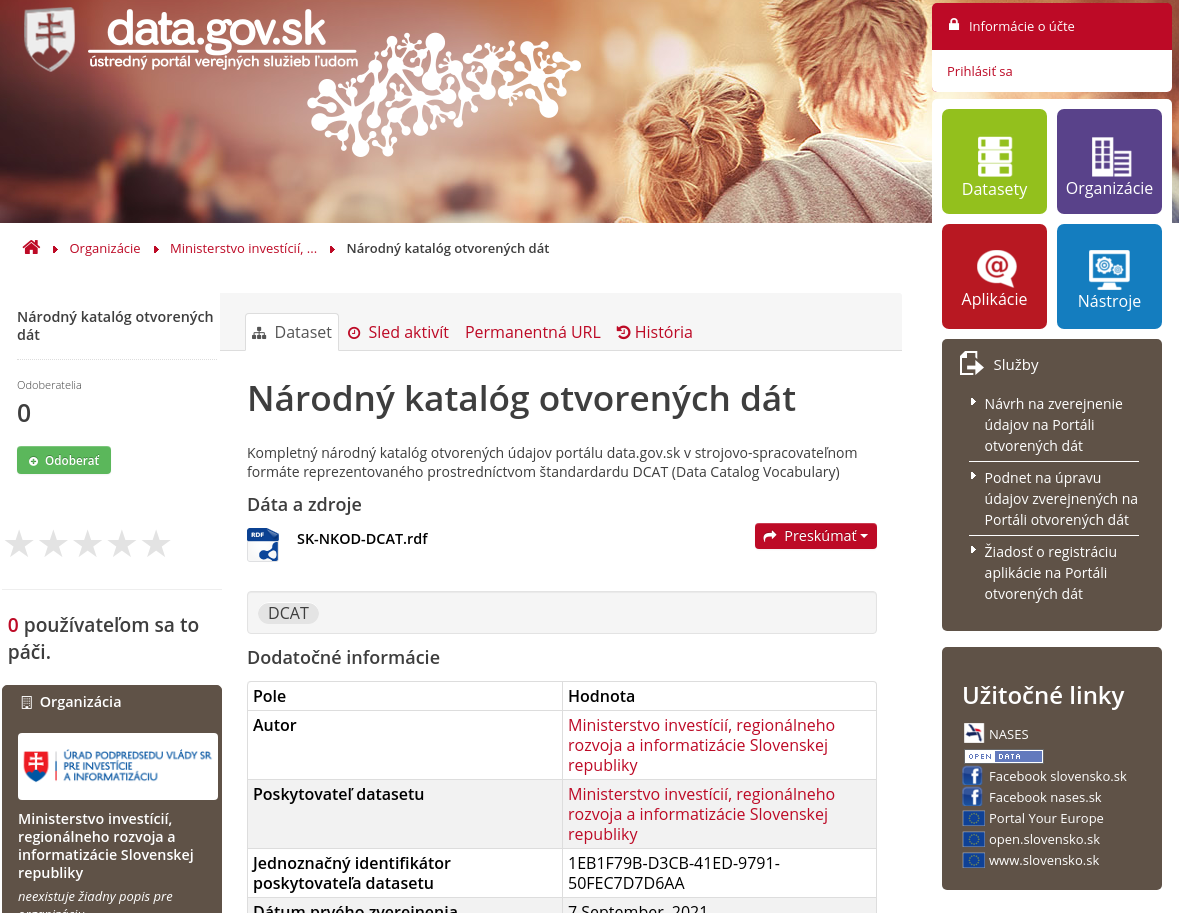 data.gov.sk
ústredný portál verejných služieb ľuďom
Informácie o účte
Prihlásiť sa
Datasety
Organizácie
Aplikácie
Nástroje
Organizácie
Ministerstvo investícií, ...
Národný katalóg otvorených dát
Národný katalóg otvorených
dát
Odoberatelia
0
Odoberať
0 používateľom sa to
páči.
Organizácia
ÚRAD PODPREDSEDU VLÁDY SR
PRE INVESTÍCIE
A INFORMATIZÁCIU
Ministerstvo investícií,
regionálneho rozvoja a
informatizácie Slovenskej
republiky
neexistuje žiadny popis pre
organizáciu
Dataset
Sled aktivít
Permanentná URL
História
Národný katalóg otvorených dát
Kompletný národný katalóg otvorených údajov portálu data.gov.sk v strojovo-spracovateľnom
formáte reprezentovaného prostredníctvom štandardardu DCAT (Data Catalog Vocabulary)
Dáta a zdroje
RDF
SK-NKOD-DCAT.rdf
Preskúmať
DCAT
Dodatočné informácie
Pole
Hodnota
Autor
Ministerstvo investícií, regionálneho
rozvoja a informatizácie Slovenskej
republiky
Poskytovateľ datasetu
Ministerstvo investícií, regionálneho
rozvoja a informatizácie Slovenskej
republiky
Jednoznačný identifikátor
poskytovateľa datasetu
1EB1F79B-D3CB-41ED-9791-
50FEC7D7D6AA
Dátum prvého zverejnenia
7 September, 2021
Služby
Návrh na zverejnenie
údajov na Portáli
otvorených dát
Podnet na úpravu
údajov zverejnených na
Portáli otvorených dát
Žiadosť o registráciu
aplikácie na Portáli
otvorených dát
Užitočné linky
NASES
OPEN DATA
Facebook slovensko.sk
Facebook nases.sk
Portal Your Europe
open.slovensko.sk
www.slovensko.sk